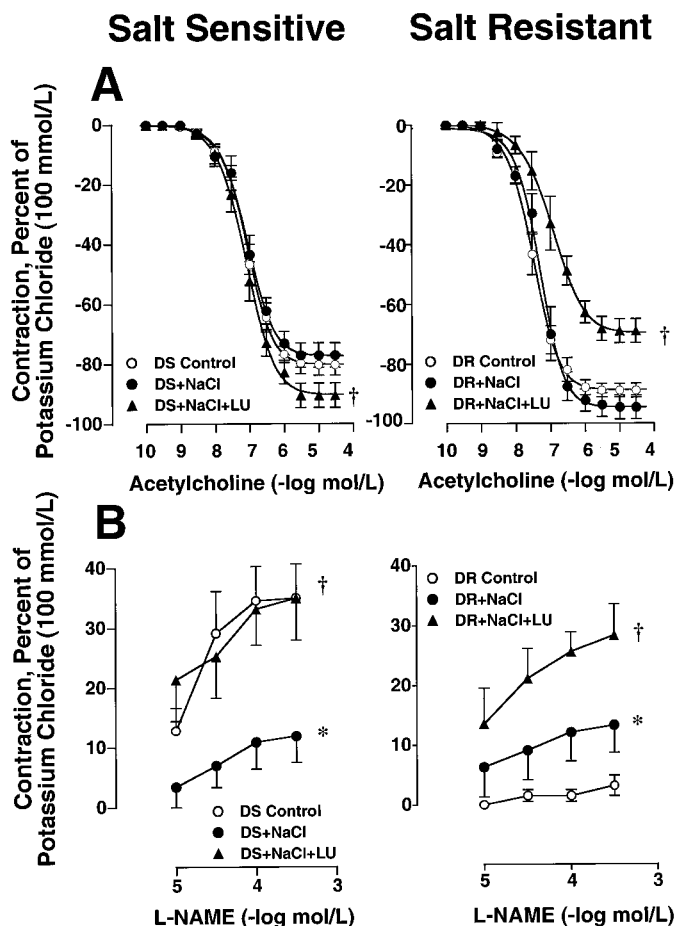 Salt Sensitive
Salt Resistant
A
Contraction, Percent of
Potassium Chloride (100 mmol/L)
0
-20
-40
-60
-80
-100
DS Control
DS+NaCl
DS+NaCl+LU
†
10 9 8 7 6 5 4
Acetylcholine (-log mol/L)
0
-20
-40
-60
-80
-100
DR Control
DR+NaCl
DR+NaCl+LU
†
10 9 8 7 6 5 4
Acetylcholine (-log mol/L)
B
Contraction, Percent of
Potassium Chloride (100 mmol/L)
40
30
20
10
0
†
*
DS Control
DS+NaCl
DS+NaCl+LU
5 4 3
L-NAME (-log mol/L)
40
30
20
10
0
DR Control
DR+NaCl
DR+NaCl+LU
†
*
5 4 3
L-NAME (-log mol/L)